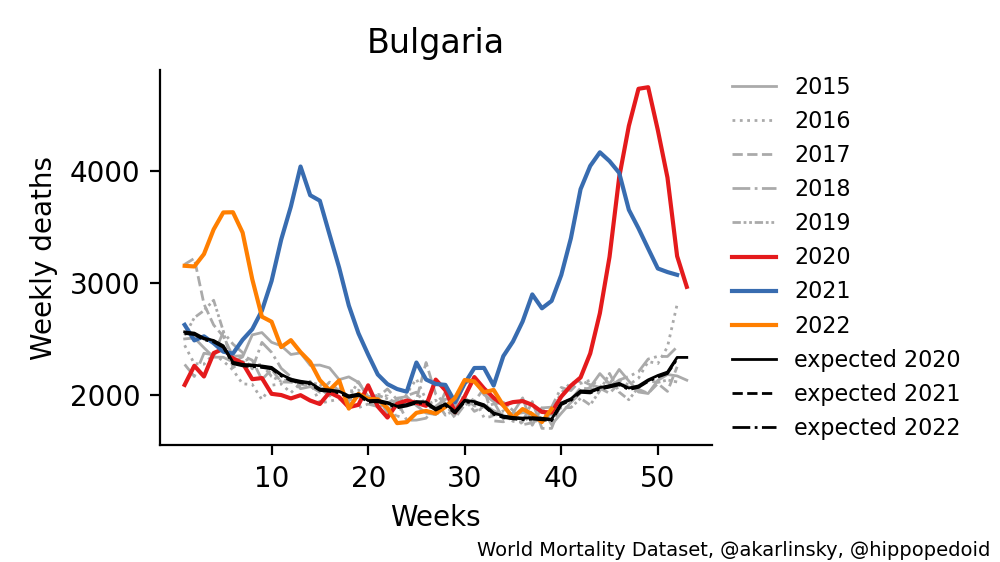 Bulgaria
Weekly deaths
4000
3000
2000
10 20 30 40 50
Weeks
2015
2016
2017
2018
2019
2020
2021
2022
expected 2020
expected 2021
expected 2022
World Mortality Dataset, @akarlinsky, @hippopedoid